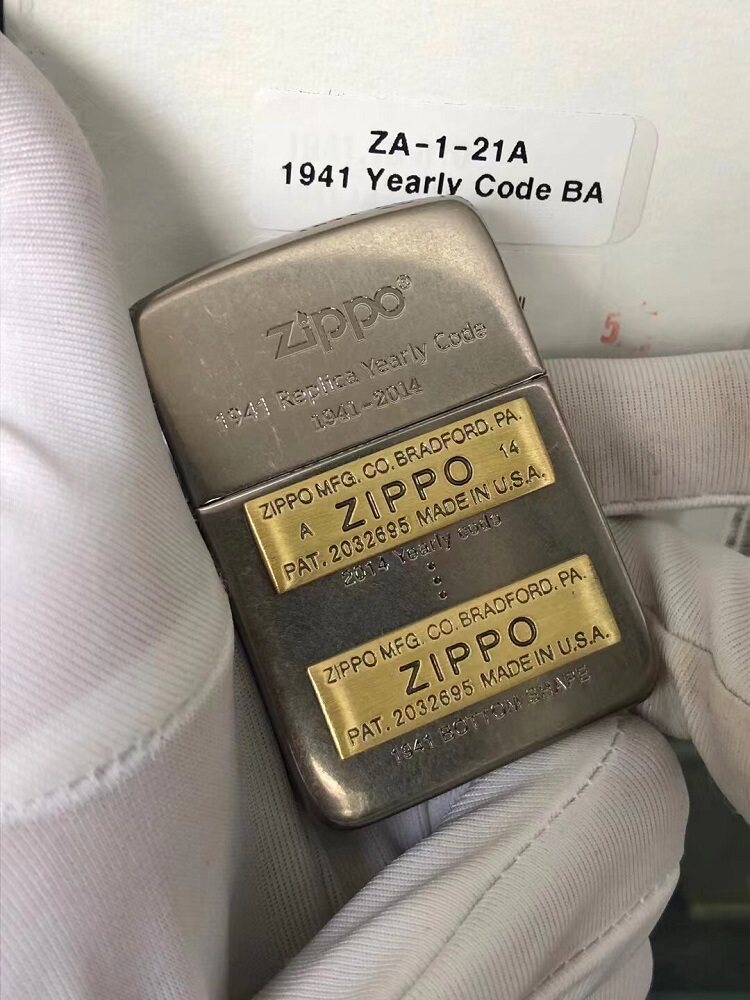 ZA-1-21A
1941 Yearly Code BA
5
zippo®
1941 Replica Yearly Code
1941-2014
ZIPPO MFG. CO. BRADFORD. PA.
A ZIPPO 14
PAT. 2032695 MADE IN U.S.A.
2014 Yearly code
ZIPPO MFG. CO. BRADFORD. PA.
ZIPPO
PAT. 2032695 MADE IN U.S.A.
1941 BOTTOM SHAPE